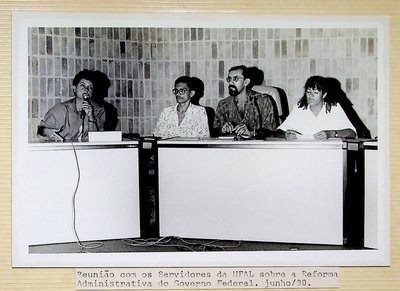 Reunião com os Servidores da UFAL sobre a Reforma
Administrativa do Governo Federal. junho/90.